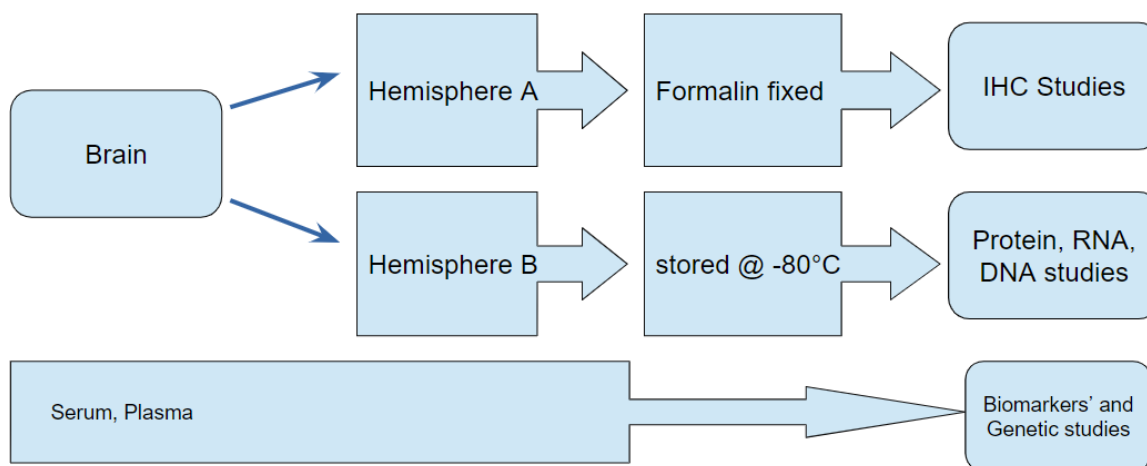 Brain
Hemisphere A
Formalin fixed
IHC Studies
Hemisphere B
stored @ -80°C
Protein, RNA,
DNA studies
Serum, Plasma
Biomarkers’ and
Genetic studies